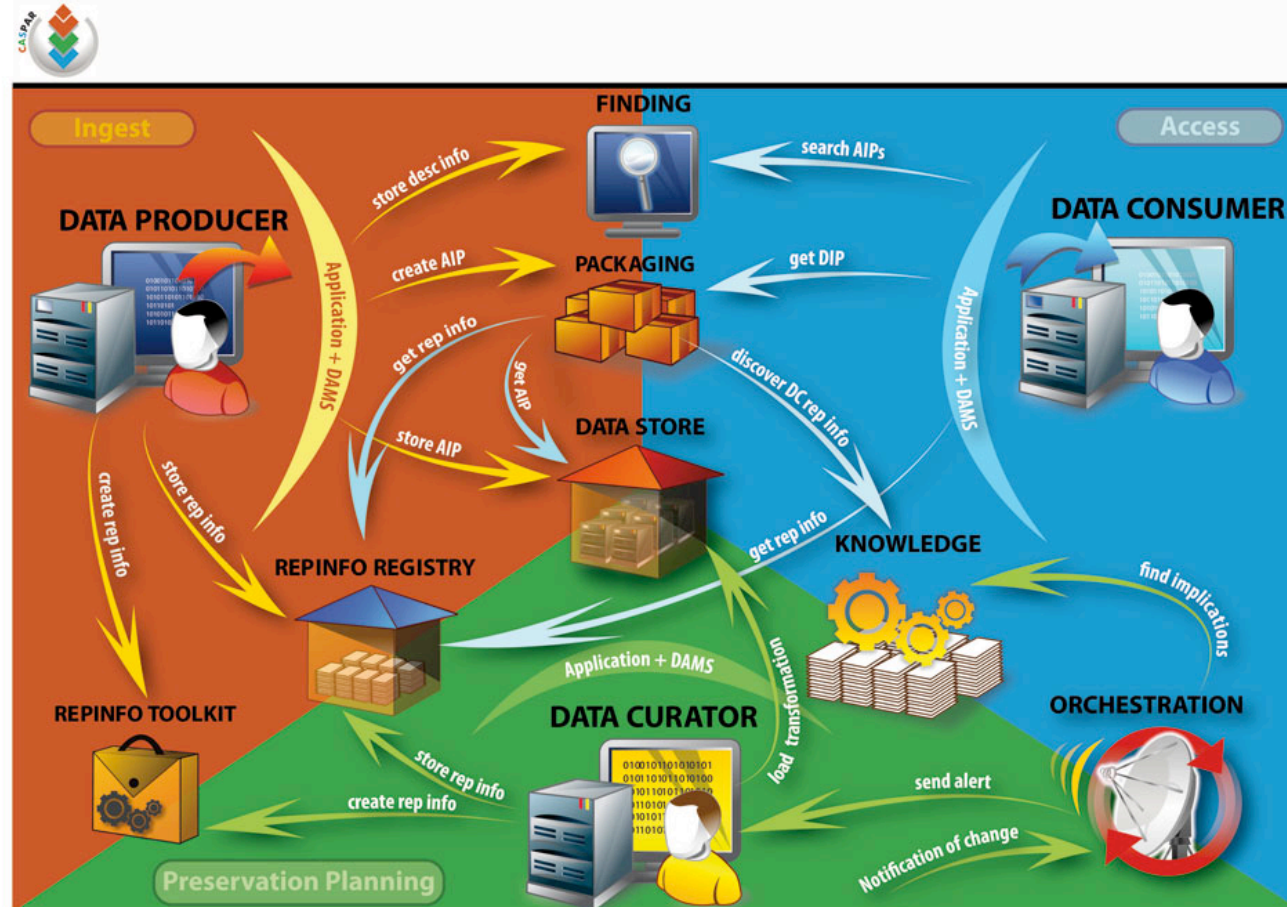 CASPAR
Ingest
FINDING
Access
store desc info
search AIPs
DATA PRODUCER
DATA CONSUMER
Application + DAMS
create AIP
PACKAGING
get DIP
Application + DAMS
get rep info
get AIP
discover DC rep info
DATA STORE
store AIP
create rep info
store rep info
get rep info
KNOWLEDGE
REPINFO REGISTRY
find implications
Application + DAMS
load transformation
REPINFO TOOLKIT
DATA CURATOR
ORCHESTRATION
store rep info
0100101101010101
0101101011010100
send alert
create rep info
Notification of change
Preservation Planning